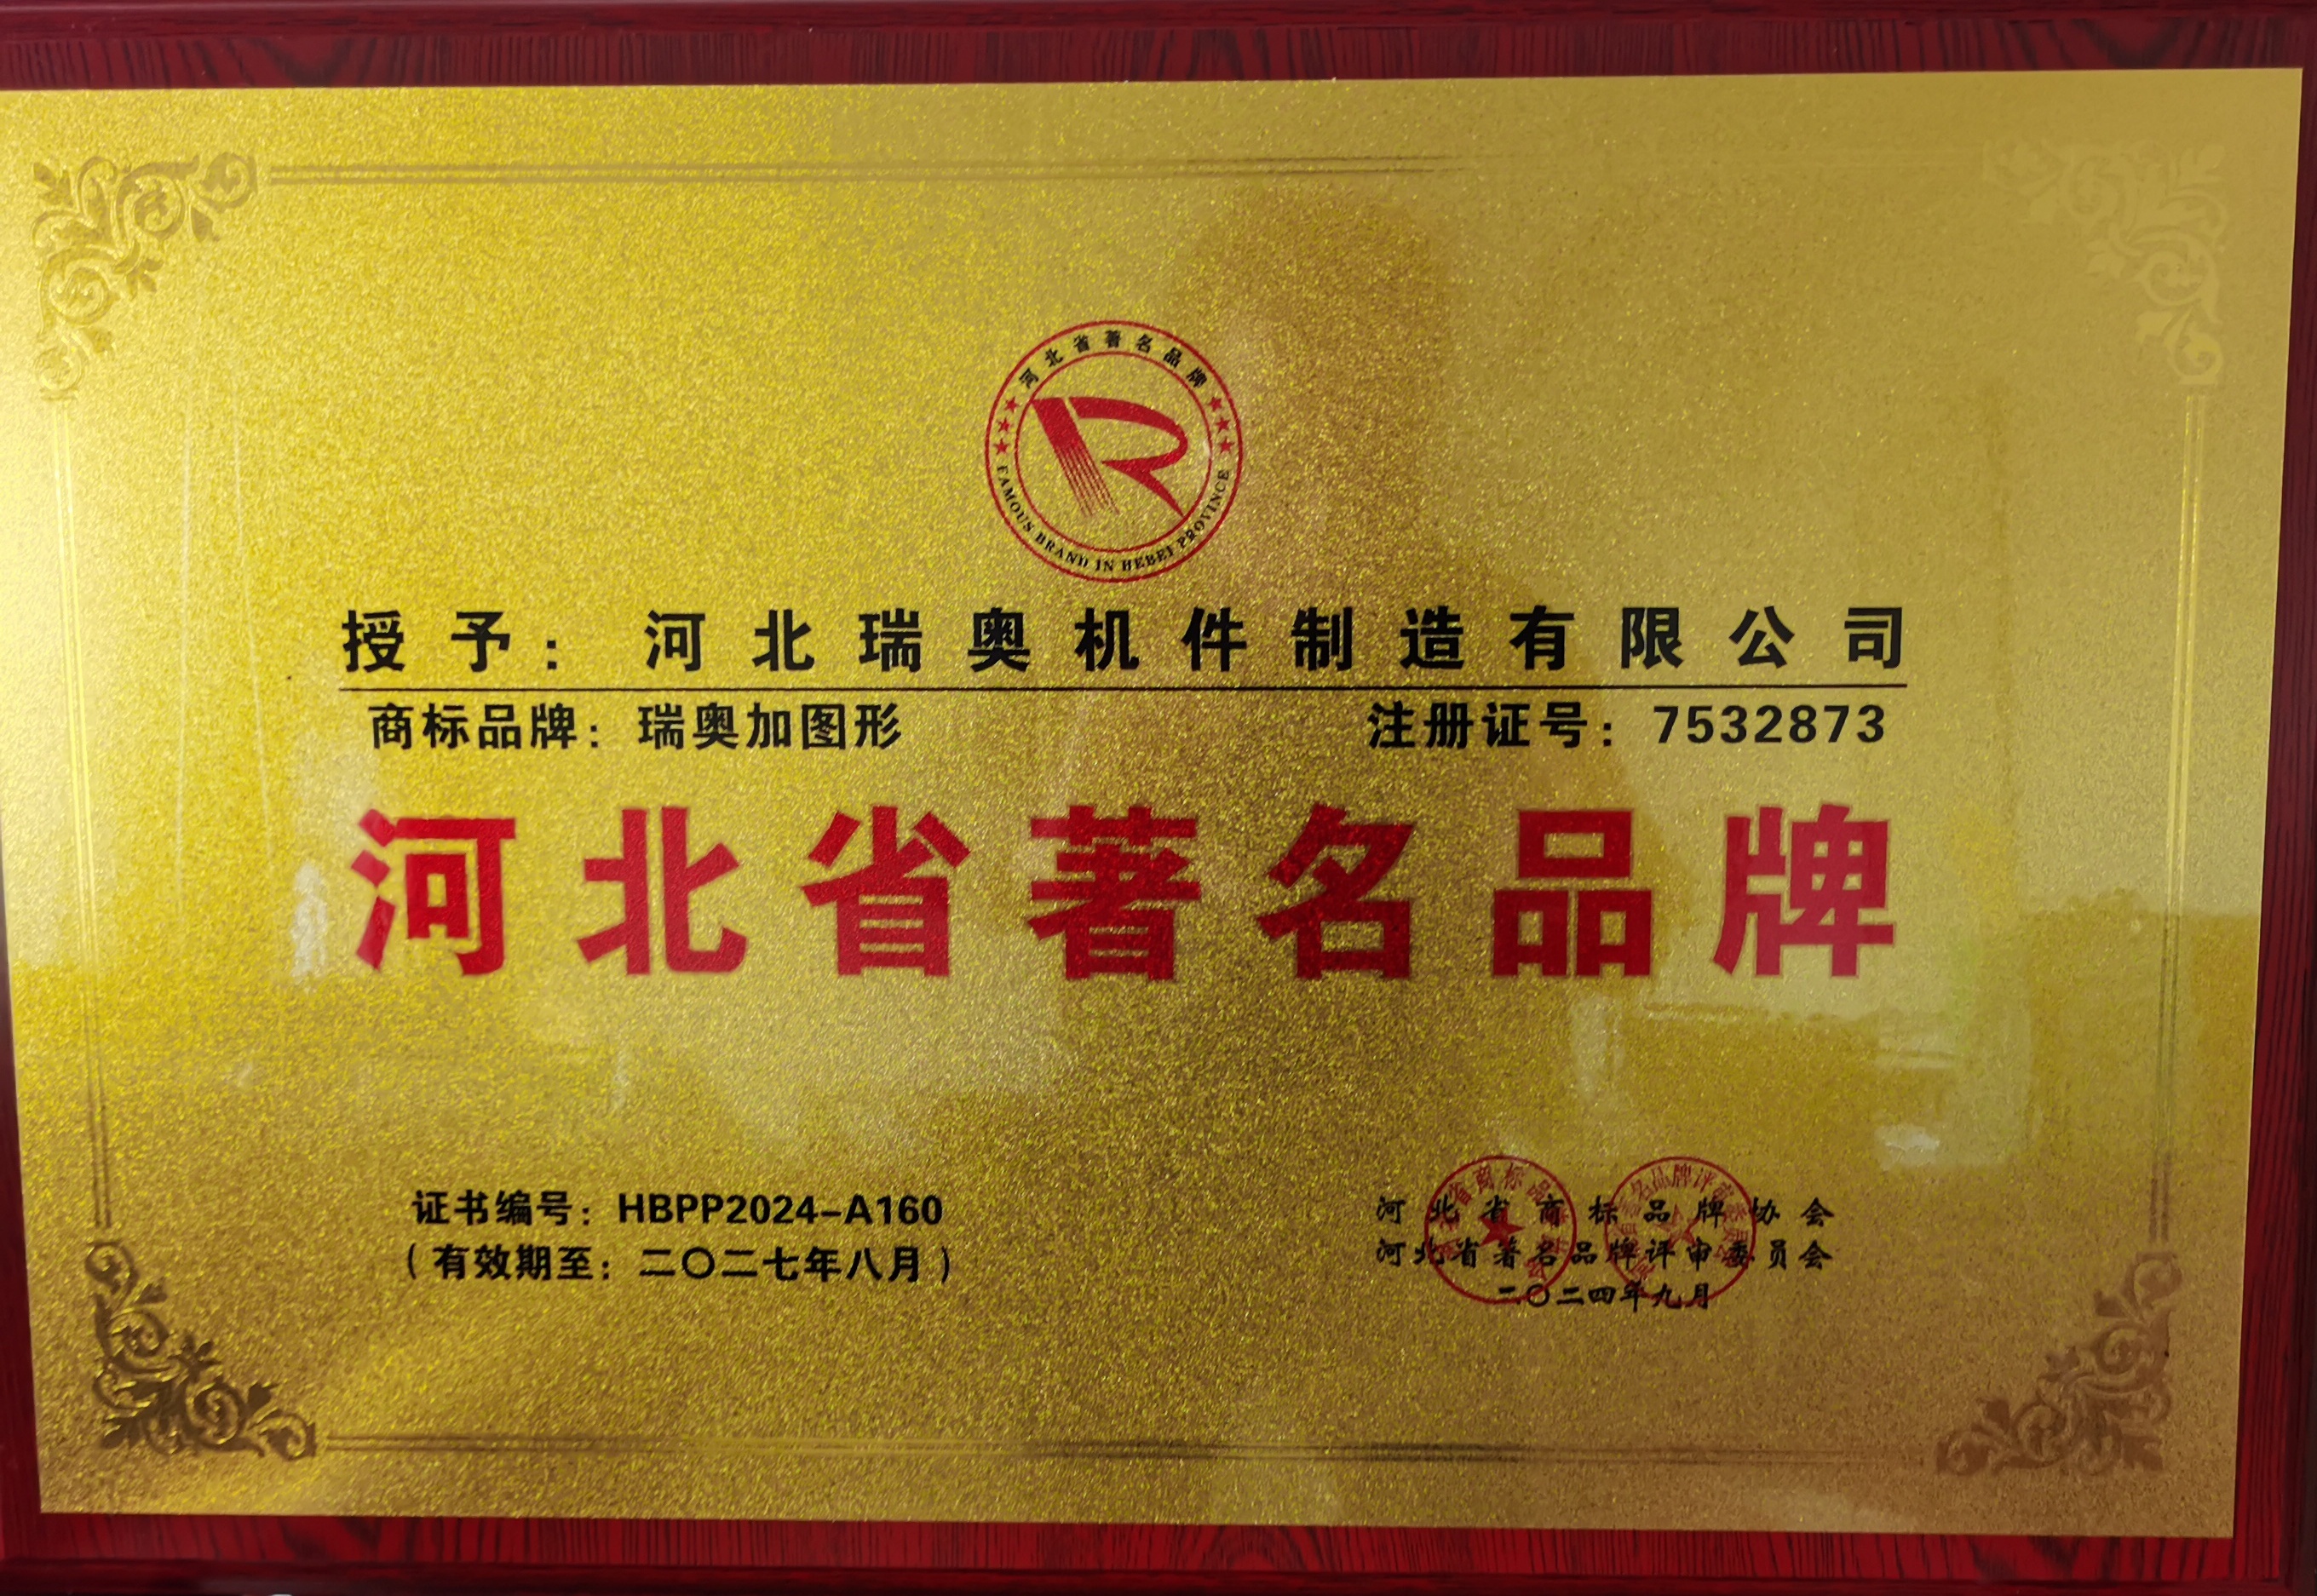 河北省著名品牌
FAMOUS BRAND IN HEBEI PROVINCE
授予：河北瑞奥机件制造有限公司
商标品牌：瑞奥加图形 注册证号：7532873
河北省著名品牌
证书编号：HBPP2024-A160
（有效期至：二〇二七年八月）
河北省商标品牌协会
河北省著名品牌评审委员会
二〇二四年九月